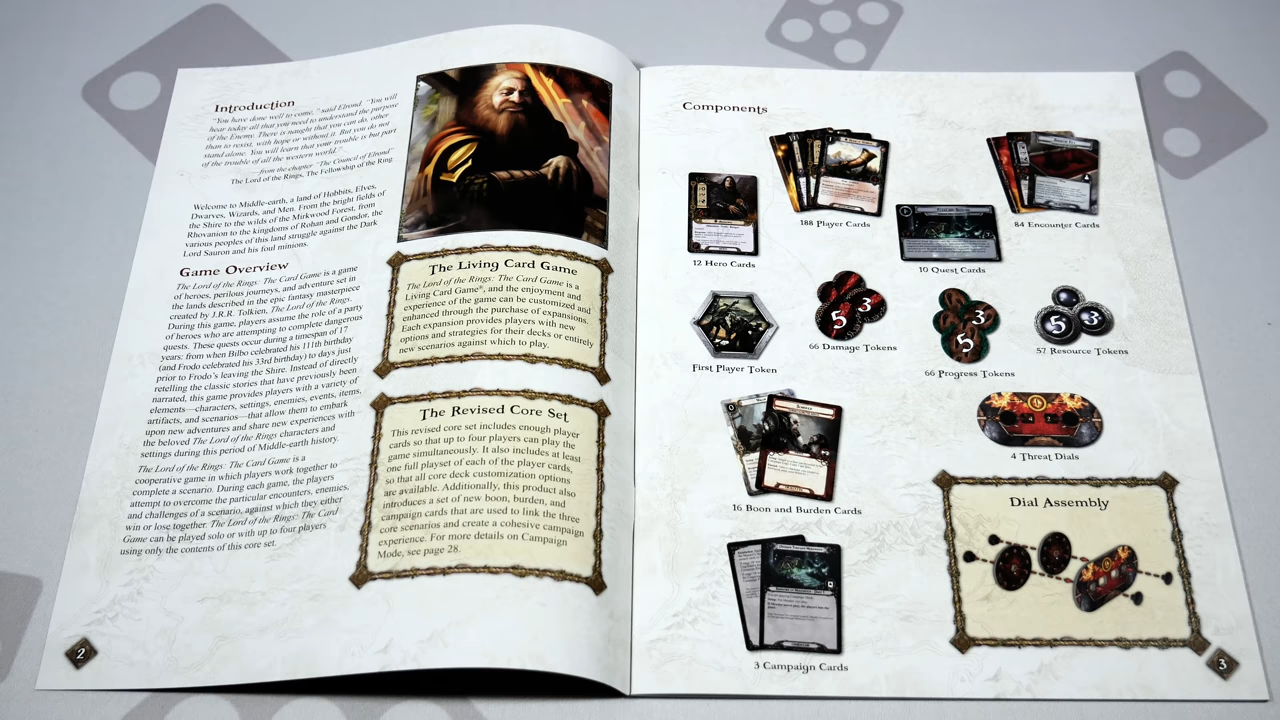 Introduction
"You have done well to come," said Elrond. "You will
hear today all that you need to understand the purpose
of the Enemy. There is naught that you can do, other
than to resist, with hope or without it. But you do not
stand alone. You will learn that your trouble is but part
of the trouble of all the western world."
—from the chapter "The Council of Elrond"
The Lord of the Rings, The Fellowship of the Ring
Welcome to Middle-earth, a land of Hobbits, Elves,
Dwarves, Wizards, and Men. From the bright fields of
the Shire to the wilds of the Mirkwood Forest, from
Rhovanion to the kingdoms of Rohan and Gondor, the
various peoples of this land struggle against the Dark
Lord Sauron and his foul minions.
Game Overview
The Lord of the Rings: The Card Game is a game
of heroes, perilous journeys, and adventure set in
the lands described in the epic fantasy masterpiece
created by J.R.R. Tolkien, The Lord of the Rings.
During this game, players assume the role of a party
of heroes who are attempting to complete dangerous
quests. These quests occur during a timespan of 17
years: from when Bilbo celebrated his 111th birthday
(and Frodo celebrated his 33rd birthday) to days just
prior to Frodo's leaving the Shire. Instead of directly
retelling the classic stories that have previously been
narrated, this game provides players with a variety of
elements—characters, settings, enemies, events, items,
artifacts, and scenarios—that allow them to embark
upon new adventures and share new experiences with
the beloved The Lord of the Rings characters and
settings during this period of Middle-earth history.
The Lord of the Rings: The Card Game is a
cooperative game in which players work together to
complete a scenario. During each game, the players
attempt to overcome the particular encounters, enemies,
and challenges of a scenario, against which they either
win or lose together. The Lord of the Rings: The Card
Game can be played solo or with up to four players
using only the contents of this core set.
2
The Living Card Game
The Lord of the Rings: The Card Game is a
Living Card Game®, and the enjoyment and
experience of the game can be customized and
enhanced through the purchase of expansions.
Each expansion provides players with new
options and strategies for their decks or entirely
new scenarios against which to play.
The Revised Core Set
This revised core set includes enough player
cards so that up to four players can play the
game simultaneously. It also includes at least
one full playset of each of the player cards,
so that all core deck customization options
are available. Additionally, this product also
introduces a set of new boon, burden, and
campaign cards that are used to link the three
core scenarios and create a cohesive campaign
experience. For more details on Campaign
Mode, see page 28.
Components
12 Hero Cards
188 Player Cards
10 Quest Cards
84 Encounter Cards
First Player Token
5 3
66 Damage Tokens
3
5
66 Progress Tokens
5 3
57 Resource Tokens
16 Boon and Burden Cards
4 Threat Dials
3 Campaign Cards
Dial Assembly
3